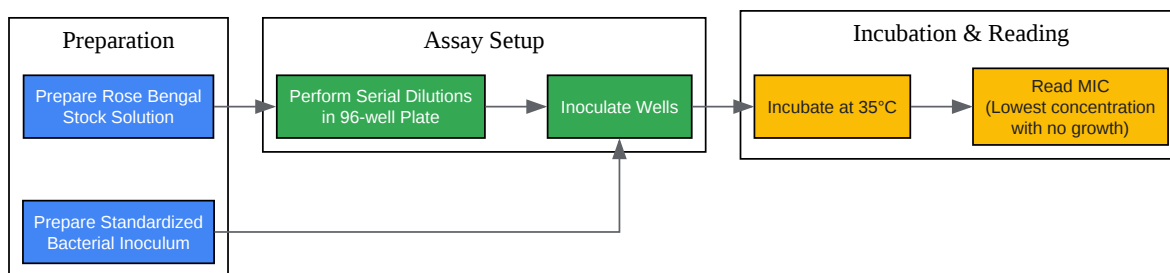 Preparation
Prepare Rose Bengal
Stock Solution
Prepare Standardized
Bacterial Inoculum
Assay Setup
Perform Serial Dilutions
in 96-well Plate
Inoculate Wells
Incubation & Reading
Incubate at 35°C
Read MIC
(Lowest concentration
with no growth)